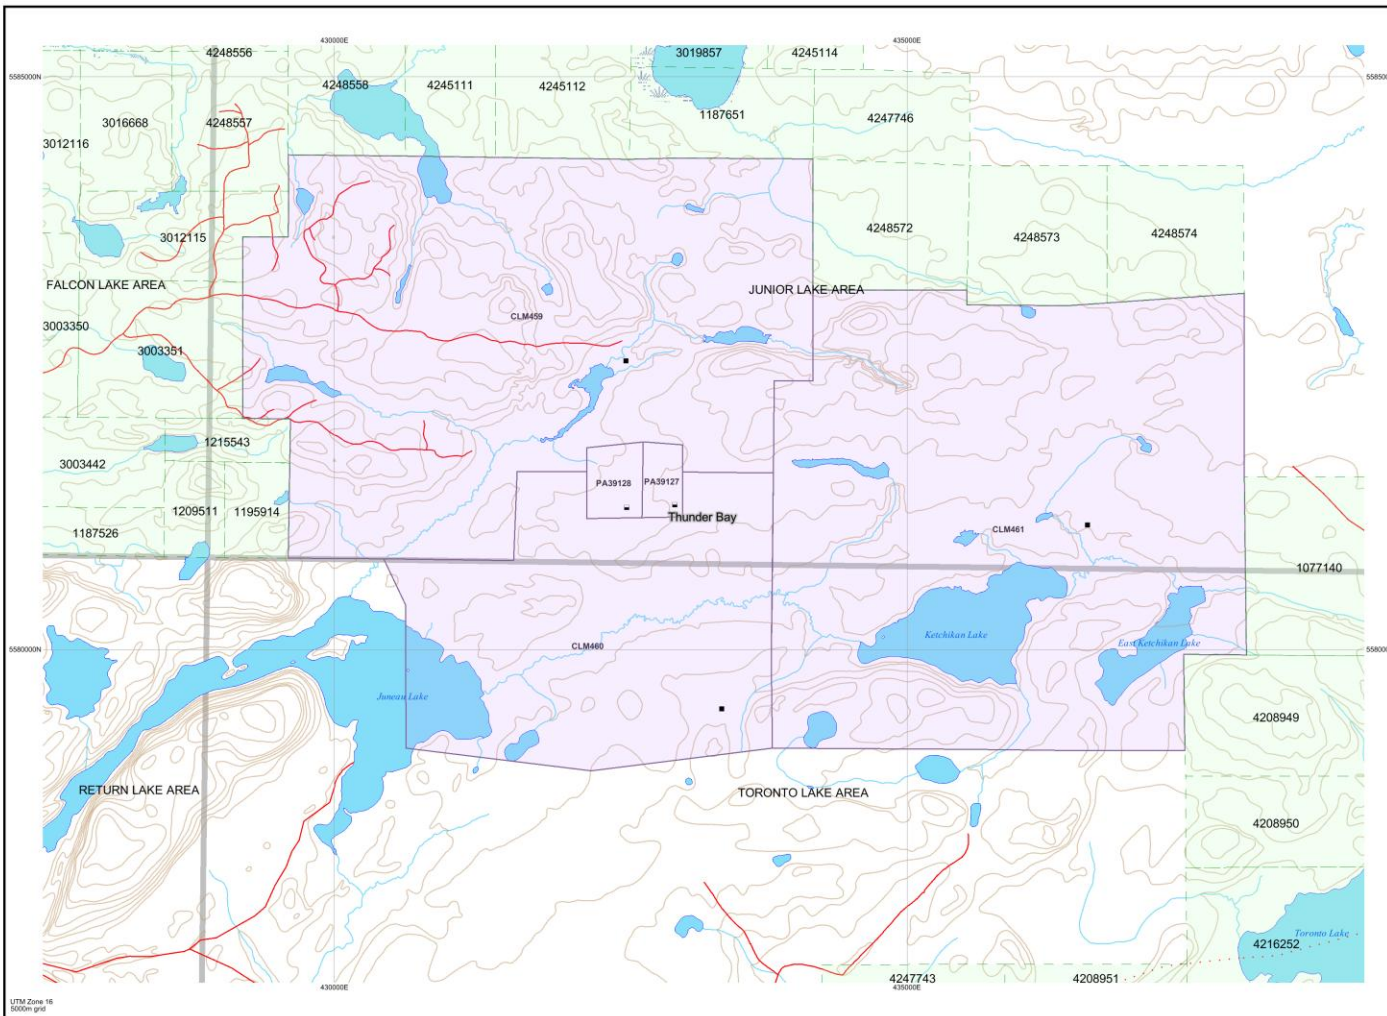 430000E
435000E
4248556
3019857
4245114
5585000N
5585000
4248558
4245111
4245112
1187651
4247746
3016668
4248557
3012116
4248572
4248573
4248574
3012115
FALCON LAKE AREA
JUNIOR LAKE AREA
CLM459
3003350
3003351
1215543
3003442
PA39128
PA39127
1209511
1195914
Thunder Bay
1187526
CLM461
1077140
Ketchikan Lake
East Ketchikan Lake
CLM460
5580000N
5580000
Juneau Lake
4208949
RETURN LAKE AREA
TORONTO LAKE AREA
4208950
Toronto Lake
4216252
4247743
4208951
430000E
435000E
UTM Zone 16
5000m grid